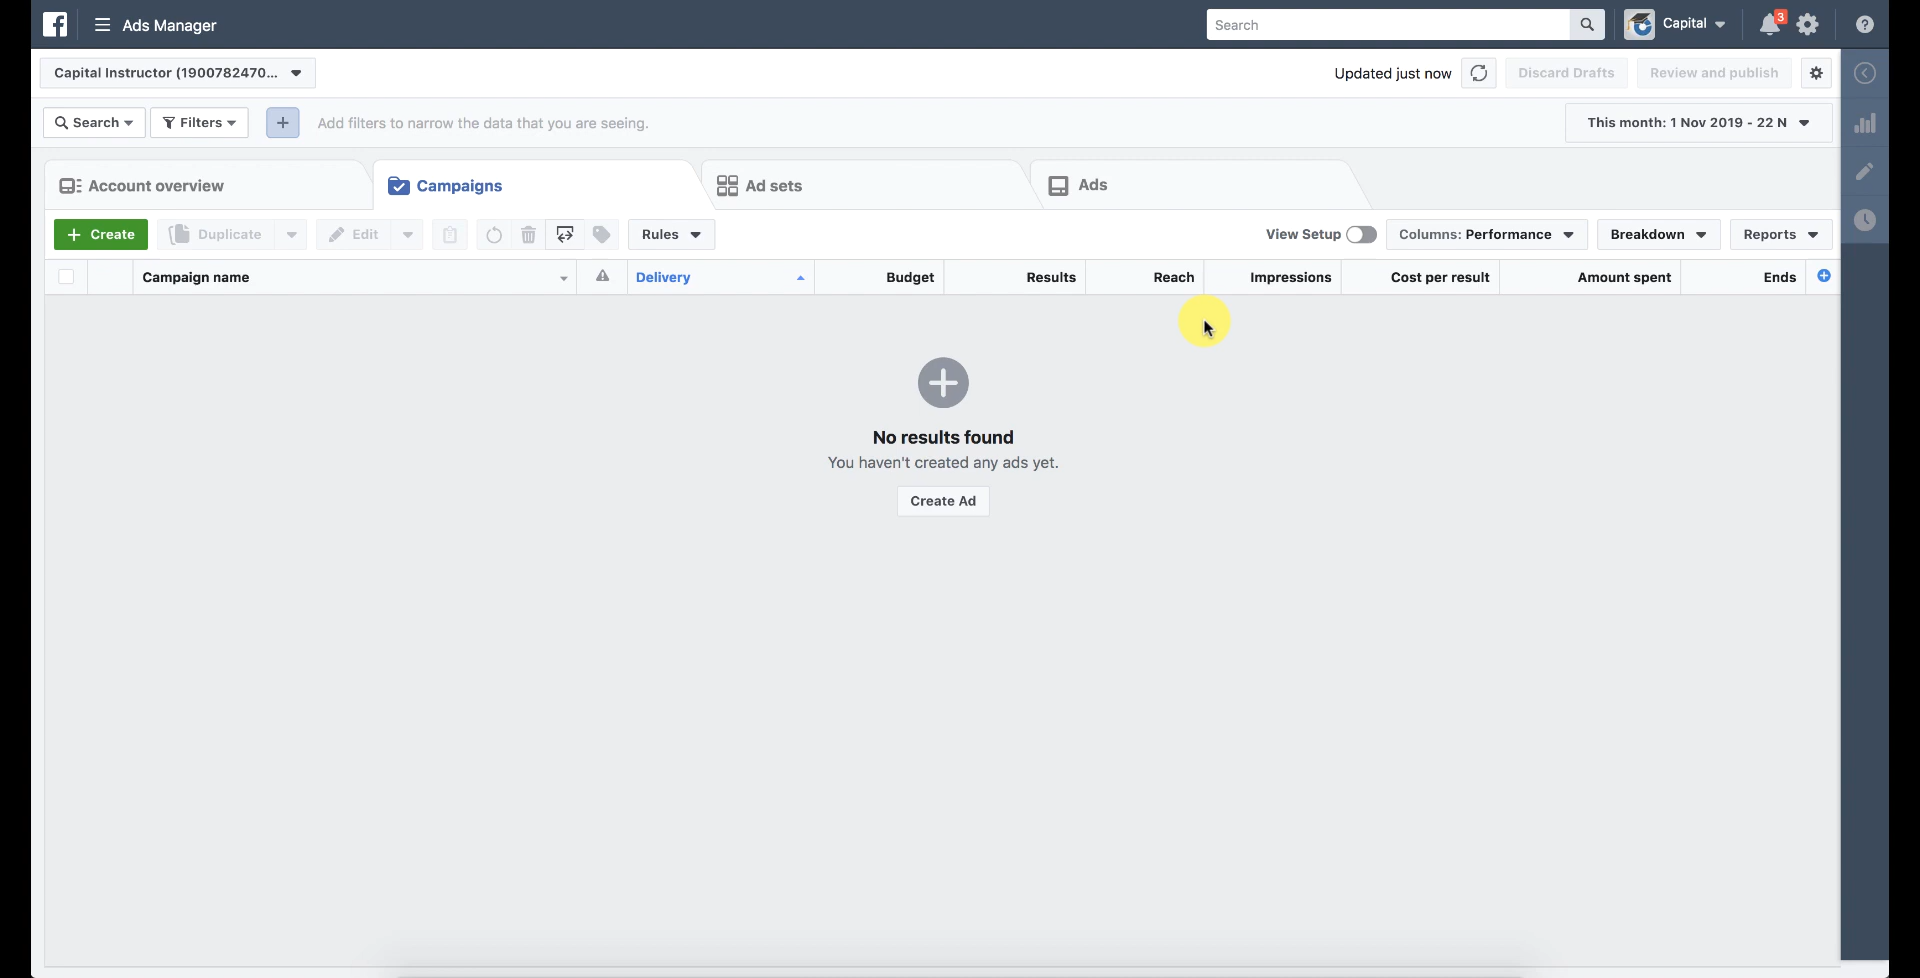 Ads Manager
Search
Capital
3
Capital Instructor (1900782470...
Updated just now
Discard Drafts
Review and publish
Search
Filters
Add filters to narrow the data that you are seeing.
This month: 1 Nov 2019 - 22 N
Account overview
Campaigns
Ad sets
Ads
Create
Duplicate
Edit
Rules
View Setup
Columns: Performance
Breakdown
Reports
Campaign name
Delivery
Budget
Results
Reach
Impressions
Cost per result
Amount spent
Ends
No results found
You haven't created any ads yet.
Create Ad